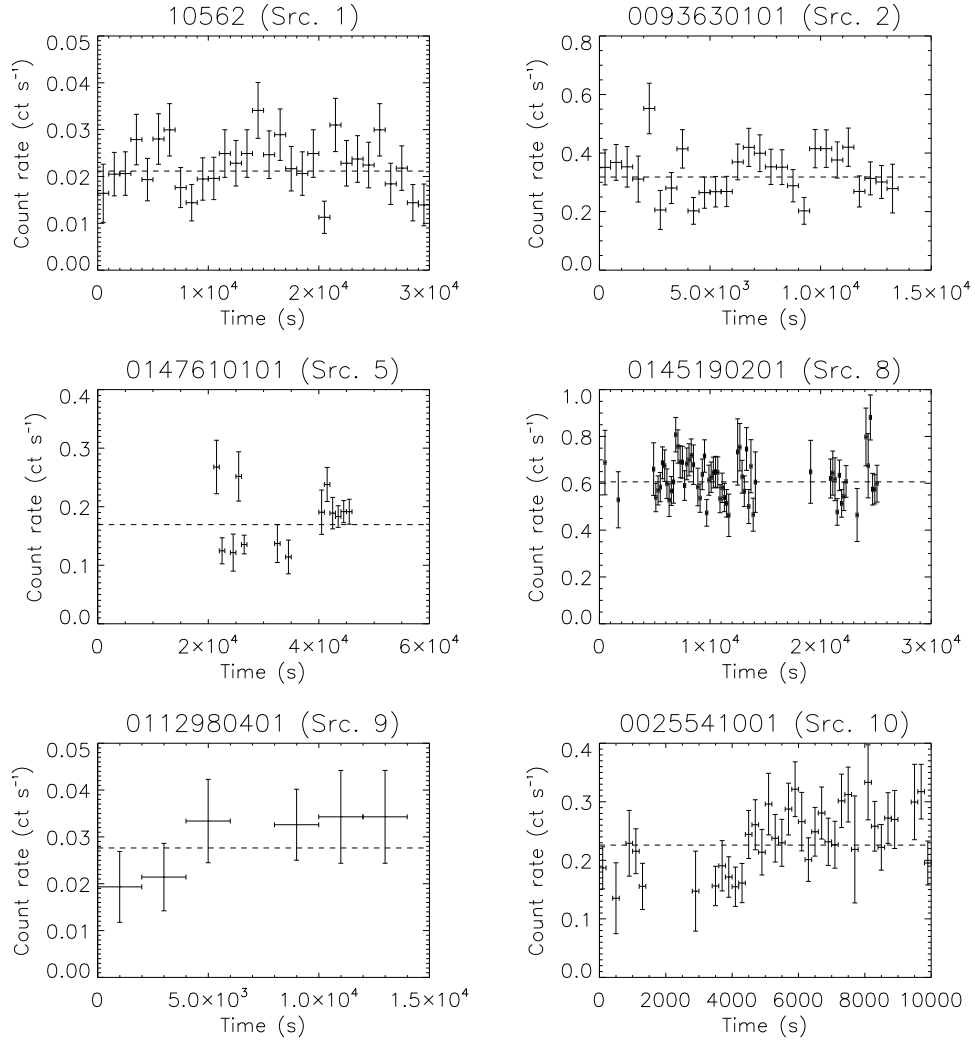 10562 (Src. 1)
Count rate (ct s⁻¹)
0.05
0.04
0.03
0.02
0.01
0.00
0 1×10⁴ 2×10⁴ 3×10⁴
Time (s)
0093630101 (Src. 2)
Count rate (ct s⁻¹)
0.8
0.6
0.4
0.2
0.0
0 5.0×10³ 1.0×10⁴ 1.5×10⁴
Time (s)
0147610101 (Src. 5)
Count rate (ct s⁻¹)
0.4
0.3
0.2
0.1
0.0
0 2×10⁴ 4×10⁴ 6×10⁴
Time (s)
0145190201 (Src. 8)
Count rate (ct s⁻¹)
1.0
0.8
0.6
0.4
0.2
0.0
0 1×10⁴ 2×10⁴ 3×10⁴
Time (s)
0112980401 (Src. 9)
Count rate (ct s⁻¹)
0.05
0.04
0.03
0.02
0.01
0.00
0 5.0×10³ 1.0×10⁴ 1.5×10⁴
Time (s)
0025541001 (Src. 10)
Count rate (ct s⁻¹)
0.4
0.3
0.2
0.1
0.0
0 2000 4000 6000 8000 10000
Time (s)